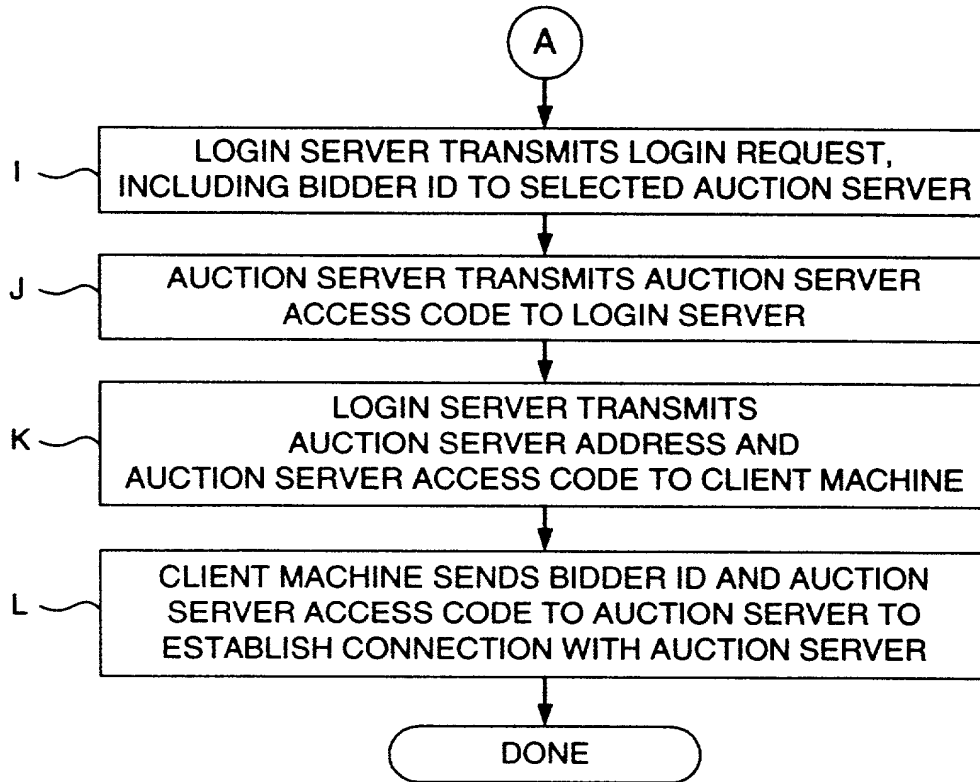 A
I
LOGIN SERVER TRANSMITS LOGIN REQUEST,
INCLUDING BIDDER ID TO SELECTED AUCTION SERVER
J
AUCTION SERVER TRANSMITS AUCTION SERVER
ACCESS CODE TO LOGIN SERVER
K
LOGIN SERVER TRANSMITS
AUCTION SERVER ADDRESS AND
AUCTION SERVER ACCESS CODE TO CLIENT MACHINE
L
CLIENT MACHINE SENDS BIDDER ID AND AUCTION
SERVER ACCESS CODE TO AUCTION SERVER TO
ESTABLISH CONNECTION WITH AUCTION SERVER
DONE